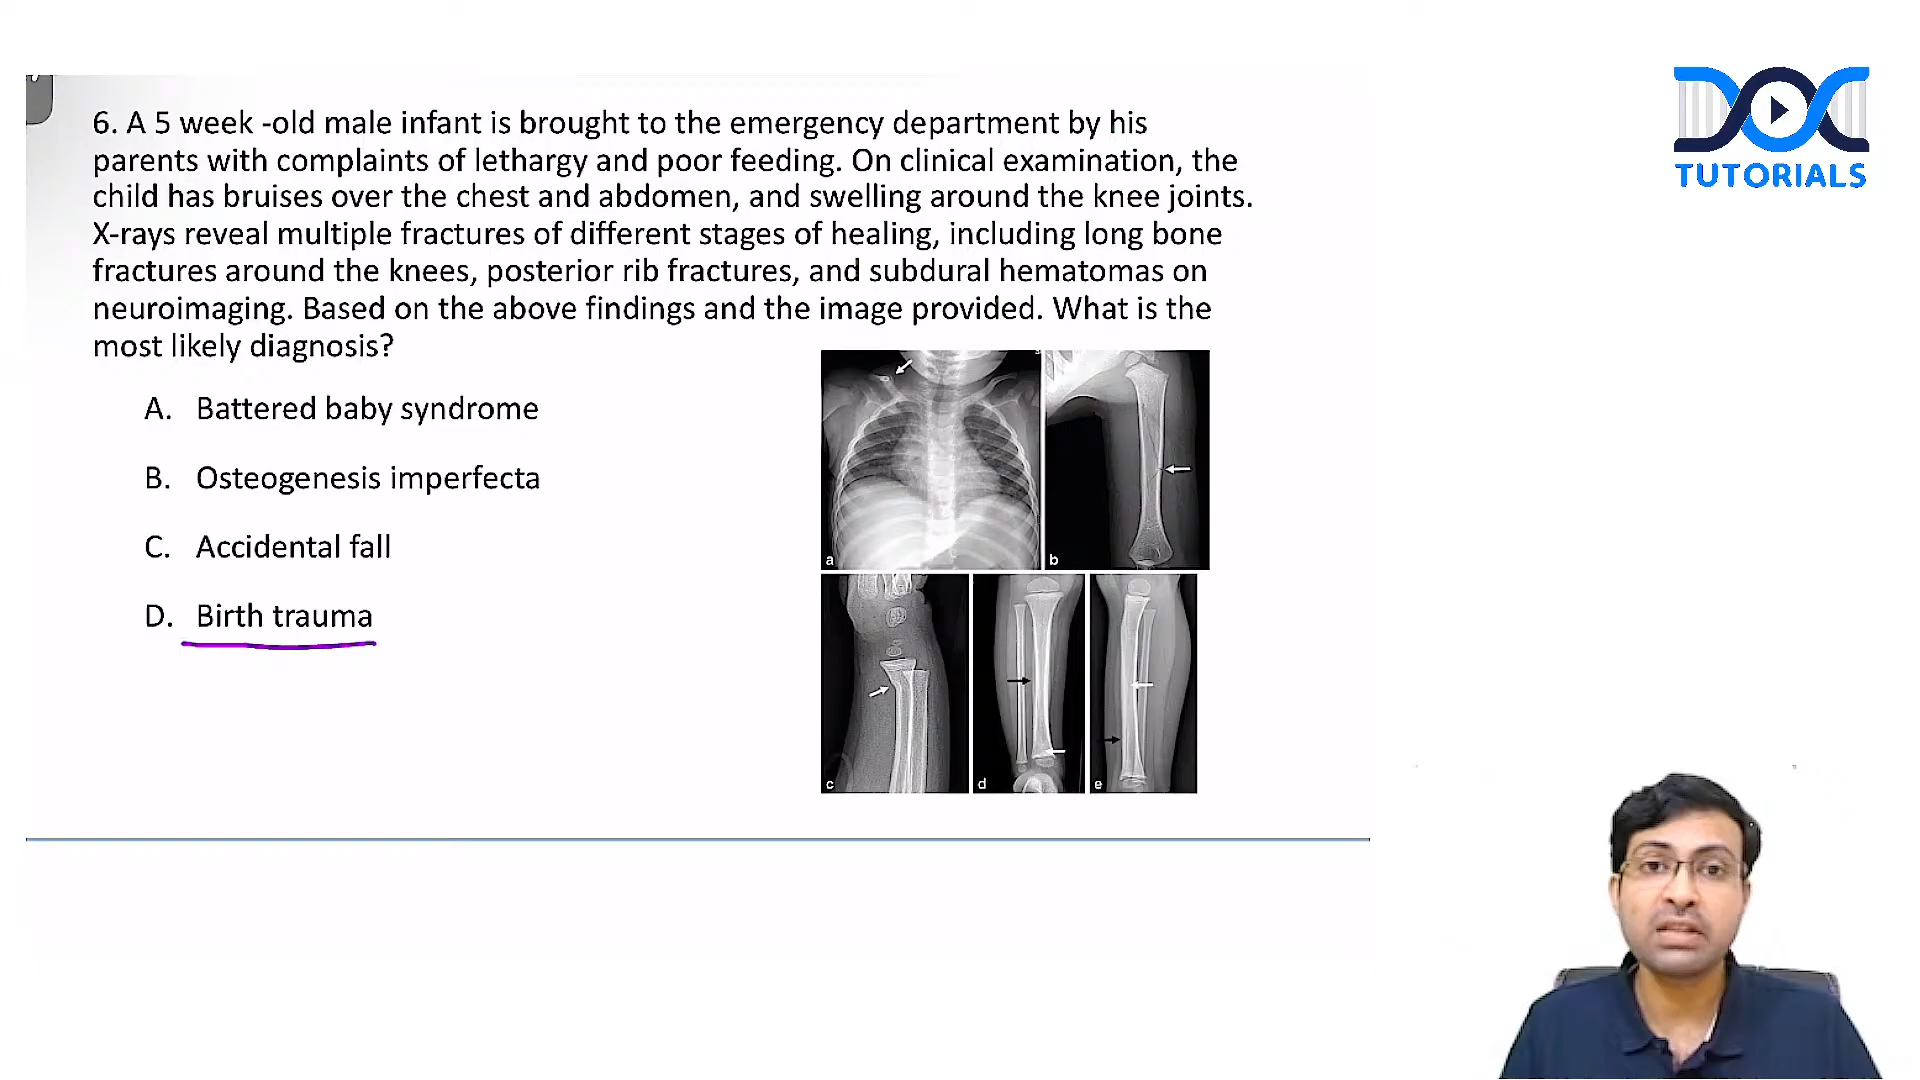 6. A 5 week -old male infant is brought to the emergency department by his
parents with complaints of lethargy and poor feeding. On clinical examination, the
child has bruises over the chest and abdomen, and swelling around the knee joints.
X-rays reveal multiple fractures of different stages of healing, including long bone
fractures around the knees, posterior rib fractures, and subdural hematomas on
neuroimaging. Based on the above findings and the image provided. What is the
most likely diagnosis?
A. Battered baby syndrome
B. Osteogenesis imperfecta
C. Accidental fall
D. Birth trauma
a
b
c
d
e
DOC
TUTORIALS